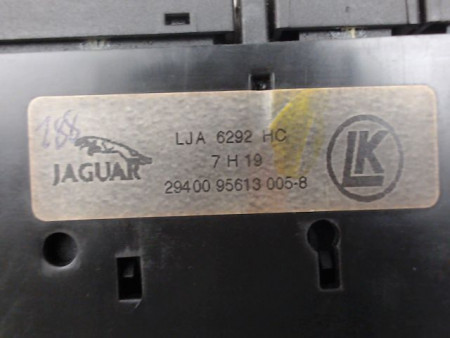 188
LJA 6292 HC
JAGUAR
7 H 19
29400 95613 005-8
LK